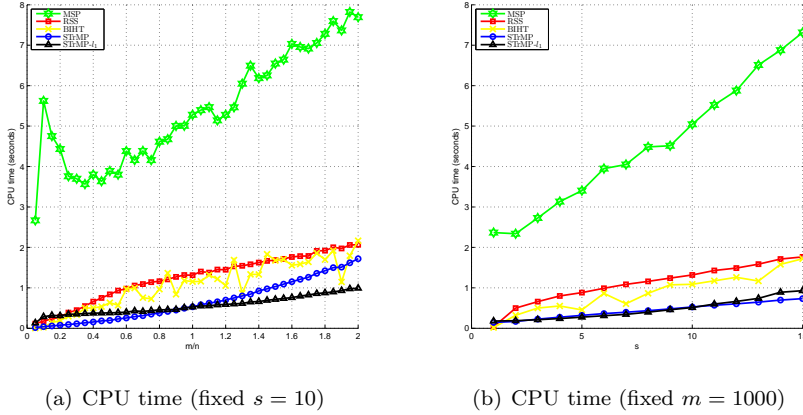 8
7
6
5
4
3
2
1
0
CPU time (seconds)
MSP
RSS
BIHT
STrMP
STrMP-l₁
0 0.2 0.4 0.6 0.8 1 1.2 1.4 1.6 1.8 2
m/n
(a) CPU time (fixed s = 10)
8
7
6
5
4
3
2
1
0
CPU time (seconds)
MSP
RSS
BIHT
STrMP
STrMP-l₁
5 10 15
s
(b) CPU time (fixed m = 1000)